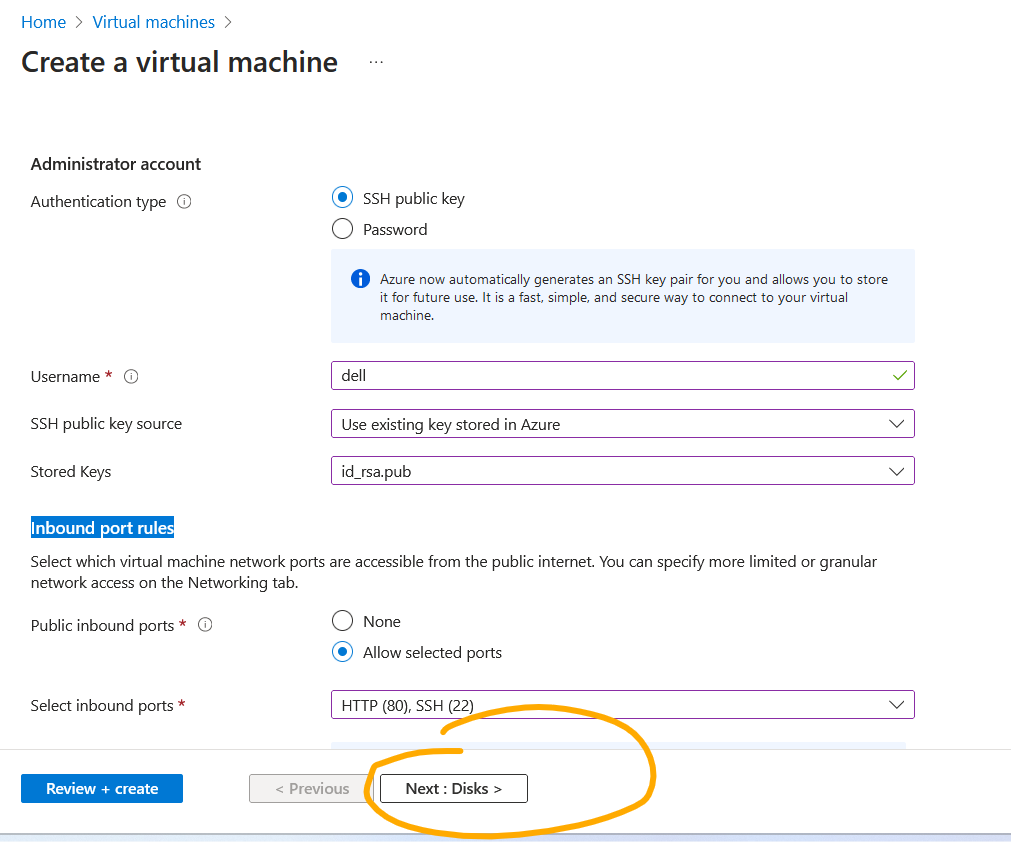 Home > Virtual machines >
Create a virtual machine ...
Administrator account
Authentication type
SSH public key
Password
Azure now automatically generates an SSH key pair for you and allows you to store
it for future use. It is a fast, simple, and secure way to connect to your virtual
machine.
Username *
dell
SSH public key source
Use existing key stored in Azure
Stored Keys
id_rsa.pub
Inbound port rules
Select which virtual machine network ports are accessible from the public internet. You can specify more limited or granular
network access on the Networking tab.
Public inbound ports *
None
Allow selected ports
Select inbound ports *
HTTP (80), SSH (22)
Review + create
< Previous
Next : Disks >